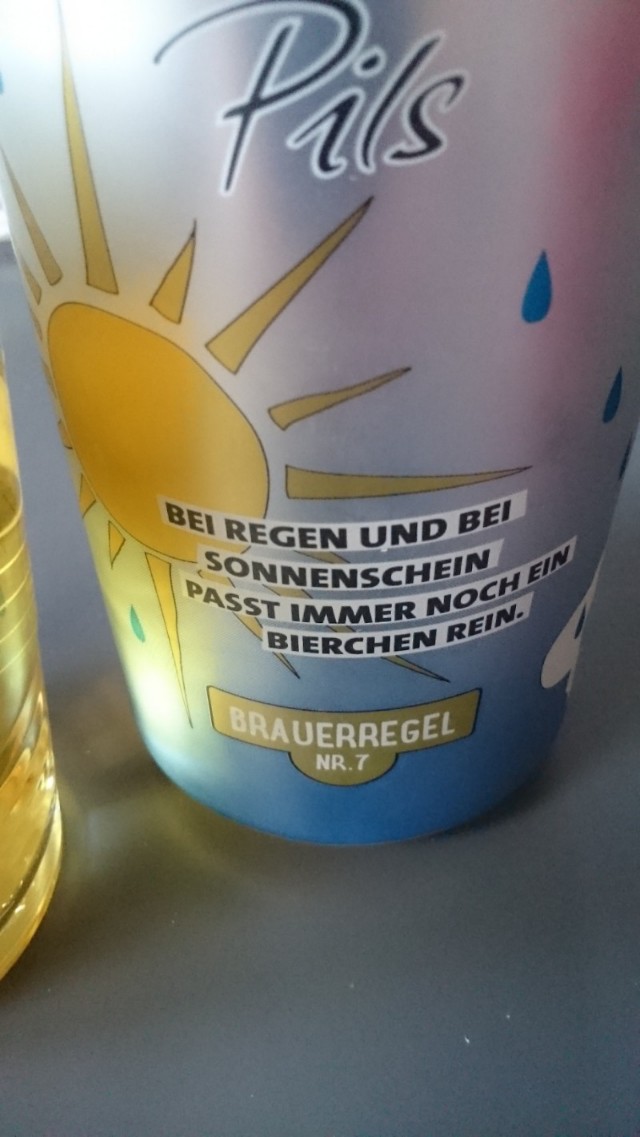 Pils
BEI REGEN UND BEI
SONNENSCHEIN
PASST IMMER NOCH EIN
BIERCHEN REIN.
BRAUERREGEL
NR.7